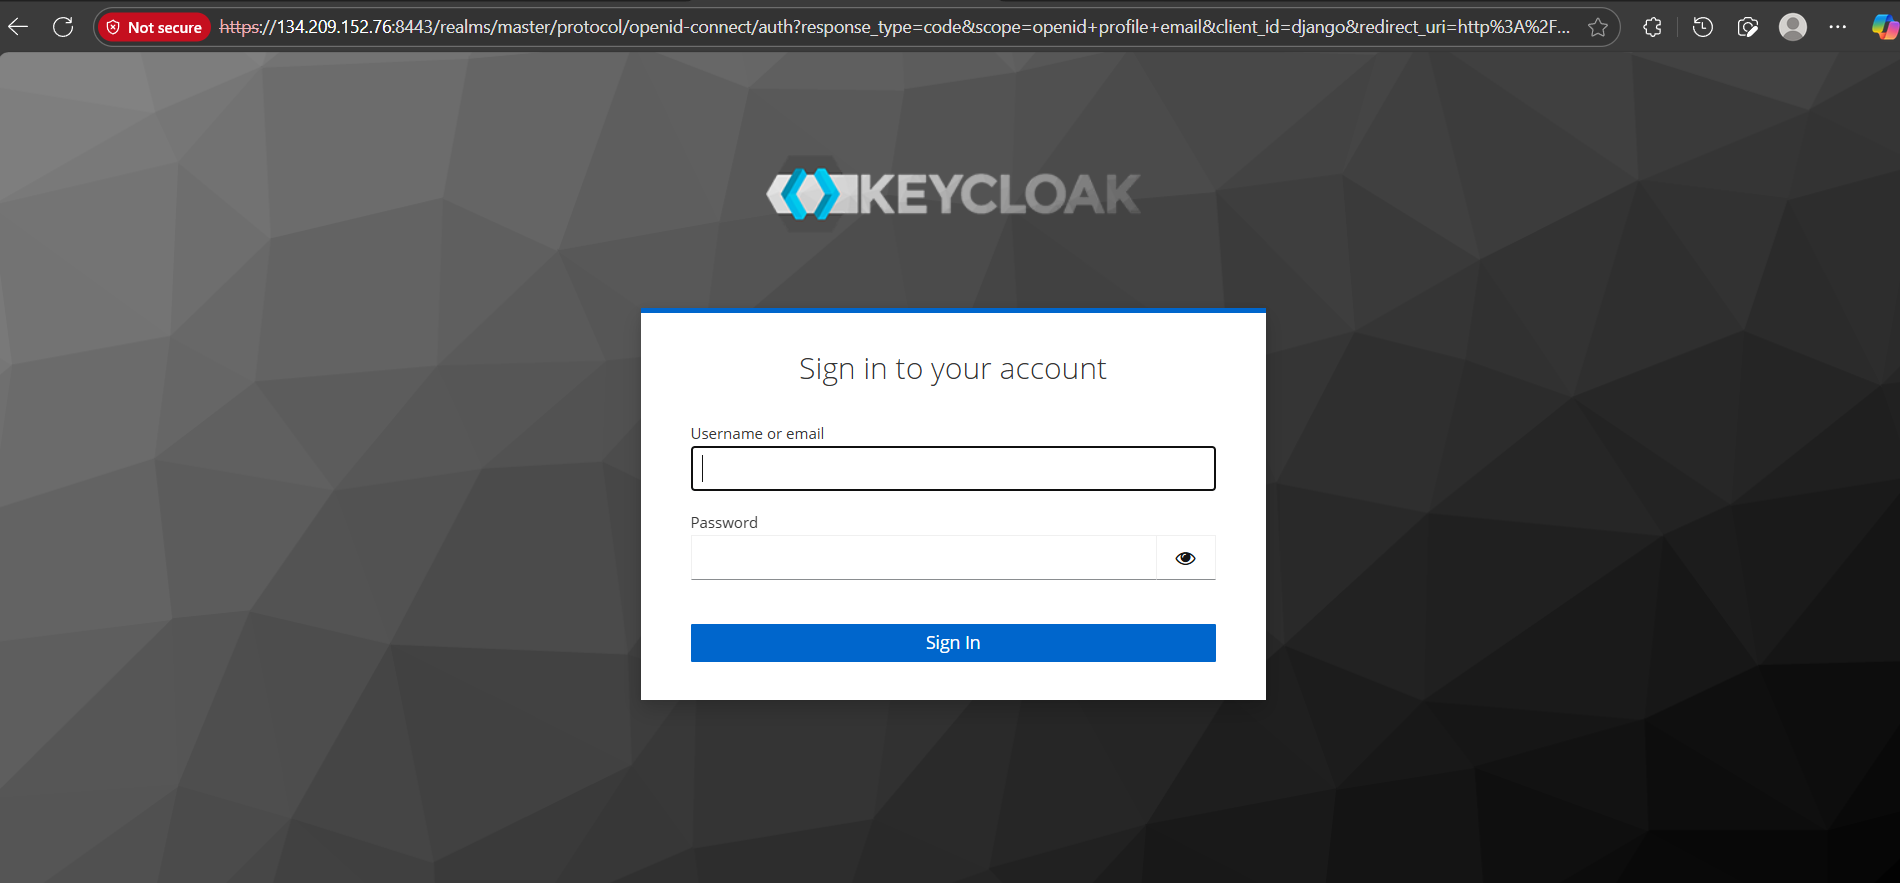 Not secure https://134.209.152.76:8443/realms/master/protocol/openid-connect/auth?response_type=code&scope=openid+profile+email&client_id=django&redirect_uri=http%3A%2F...
KEYCLOAK
Sign in to your account
Username or email
Password
Sign In